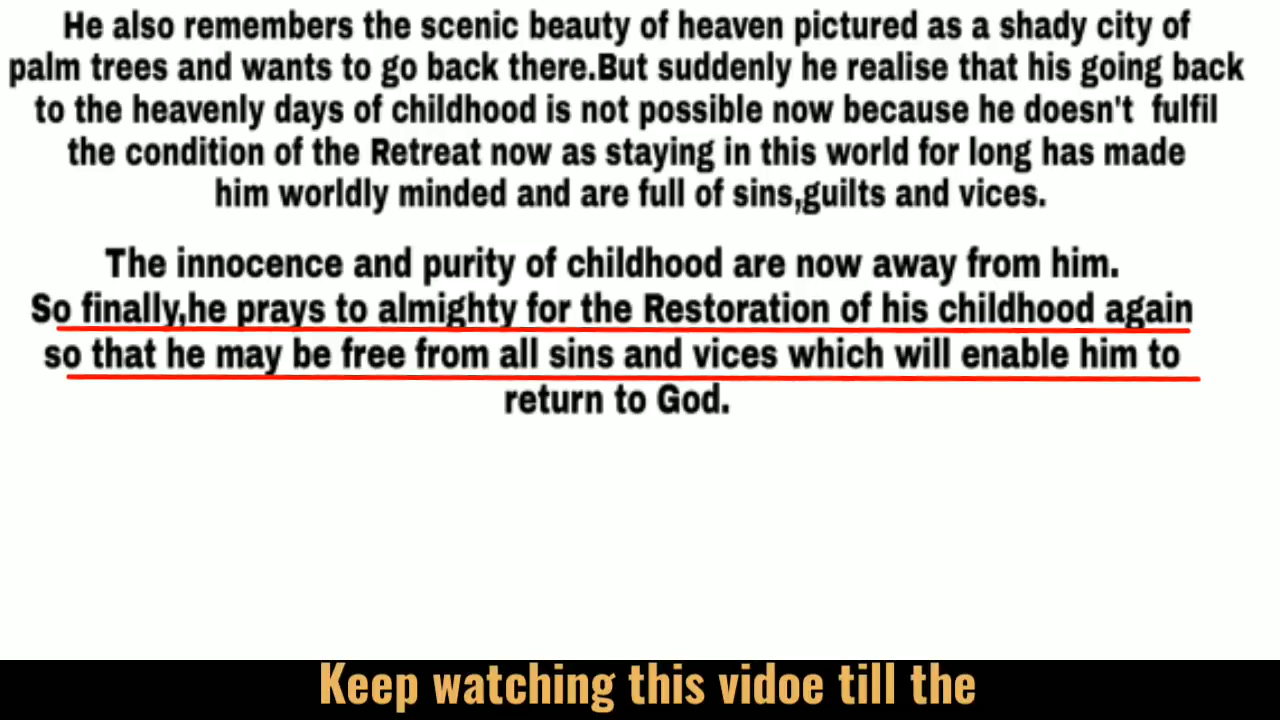 He also remembers the scenic beauty of heaven pictured as a shady city of
palm trees and wants to go back there.But suddenly he realise that his going back
to the heavenly days of childhood is not possible now because he doesn't fulfil
the condition of the Retreat now as staying in this world for long has made
him worldly minded and are full of sins,guilts and vices.
The innocence and purity of childhood are now away from him.
So finally,he prays to almighty for the Restoration of his childhood again
so that he may be free from all sins and vices which will enable him to
return to God.
Keep watching this vidoe till the